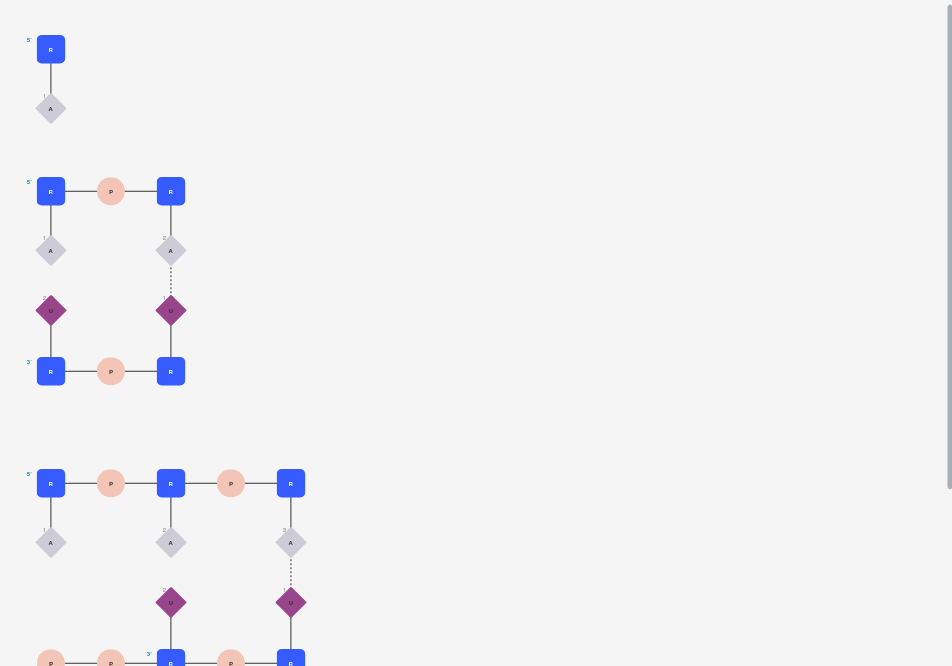 5' R
1 A
5' R P R
1 A 2 A
2 U 1 U
3' R P R
5' R P R P R
1 A 2 A 3 A
2 U 1 U
P P 3' R P R